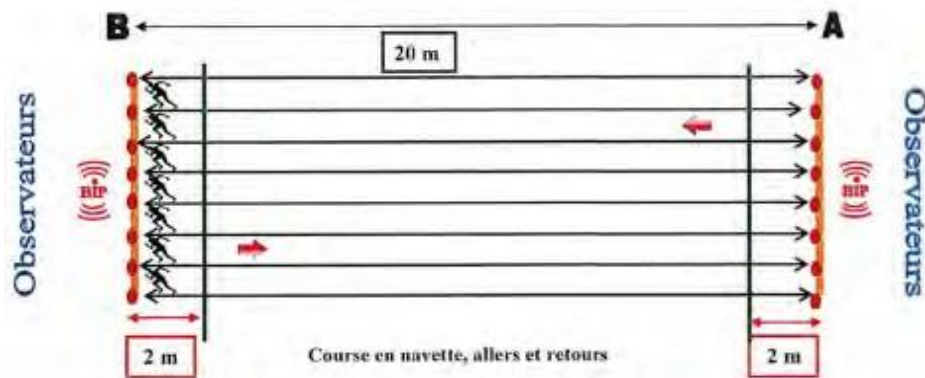 B A
20 m
Observateurs
Observateurs
BIP
BIP
2 m
Course en navette, allers et retours
2 m